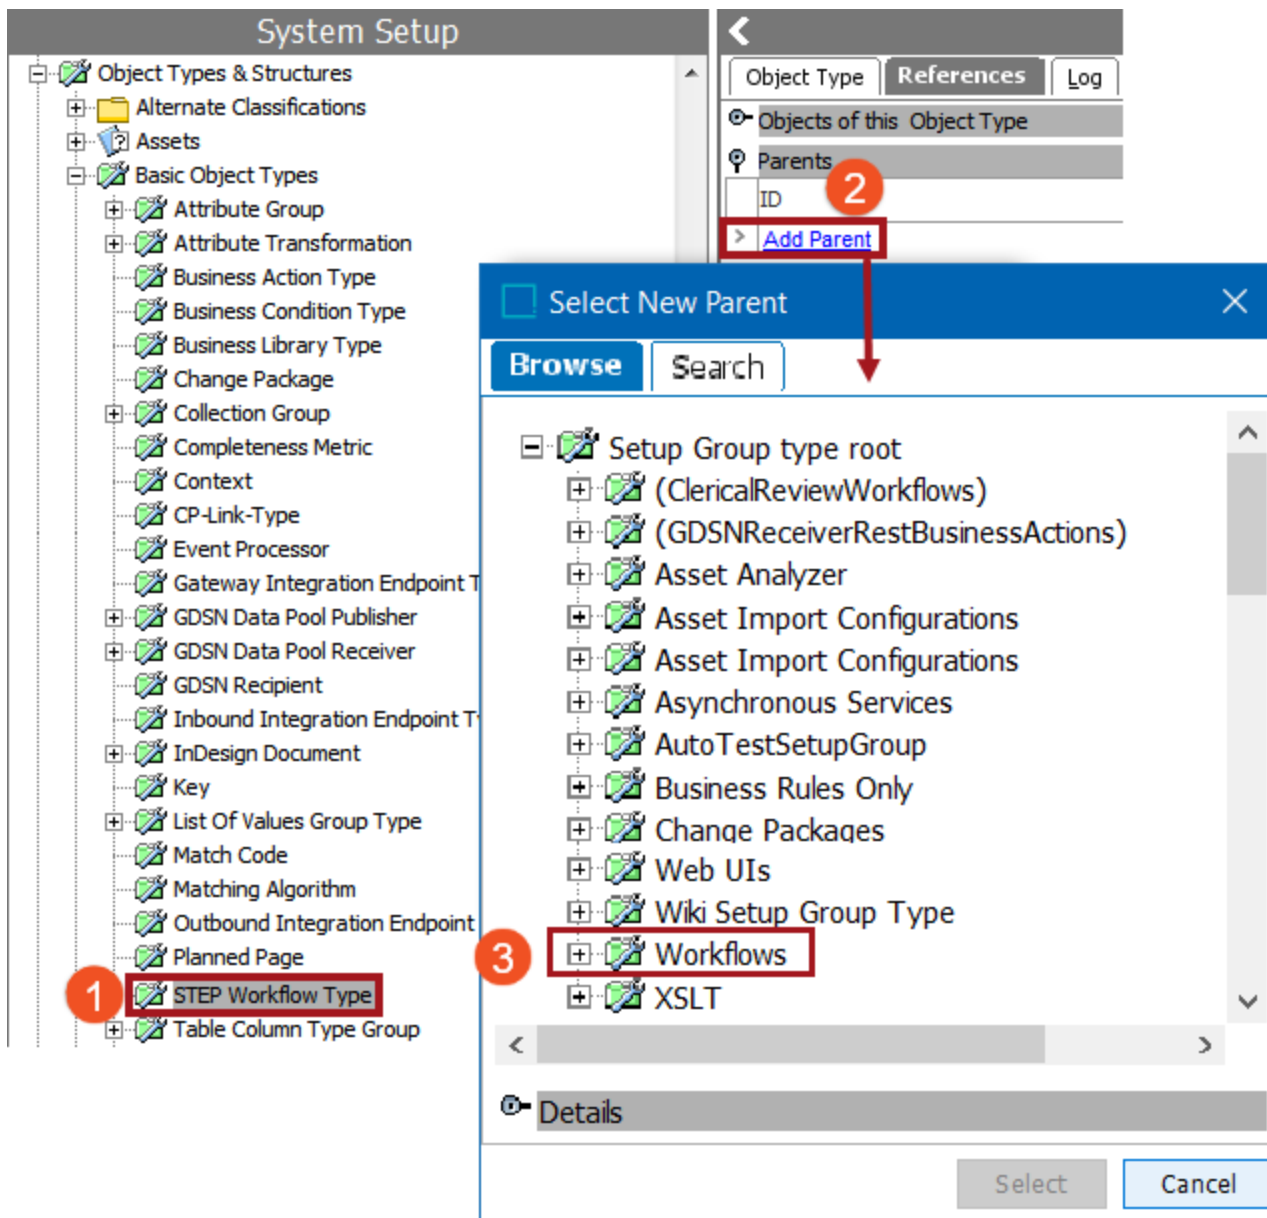 System Setup
Object Types & Structures
Alternate Classifications
Assets
Basic Object Types
Attribute Group
Attribute Transformation
Business Action Type
Business Condition Type
Business Library Type
Change Package
Collection Group
Completeness Metric
Context
CP-Link-Type
Event Processor
Gateway Integration Endpoint T
GDSN Data Pool Publisher
GDSN Data Pool Receiver
GDSN Recipient
Inbound Integration Endpoint T
InDesign Document
Key
List Of Values Group Type
Match Code
Matching Algorithm
Outbound Integration Endpoint
Planned Page
1 STEP Workflow Type
Table Column Type Group
Object Type References Log
Objects of this Object Type
Parents
2
ID
> Add Parent
Select New Parent
Browse Search
Setup Group type root
(ClericalReviewWorkflows)
(GDSNReceiverRestBusinessActions)
Asset Analyzer
Asset Import Configurations
Asset Import Configurations
Asynchronous Services
AutoTestSetupGroup
Business Rules Only
Change Packages
Web UIs
Wiki Setup Group Type
3 Workflows
XSLT
Details
Select Cancel